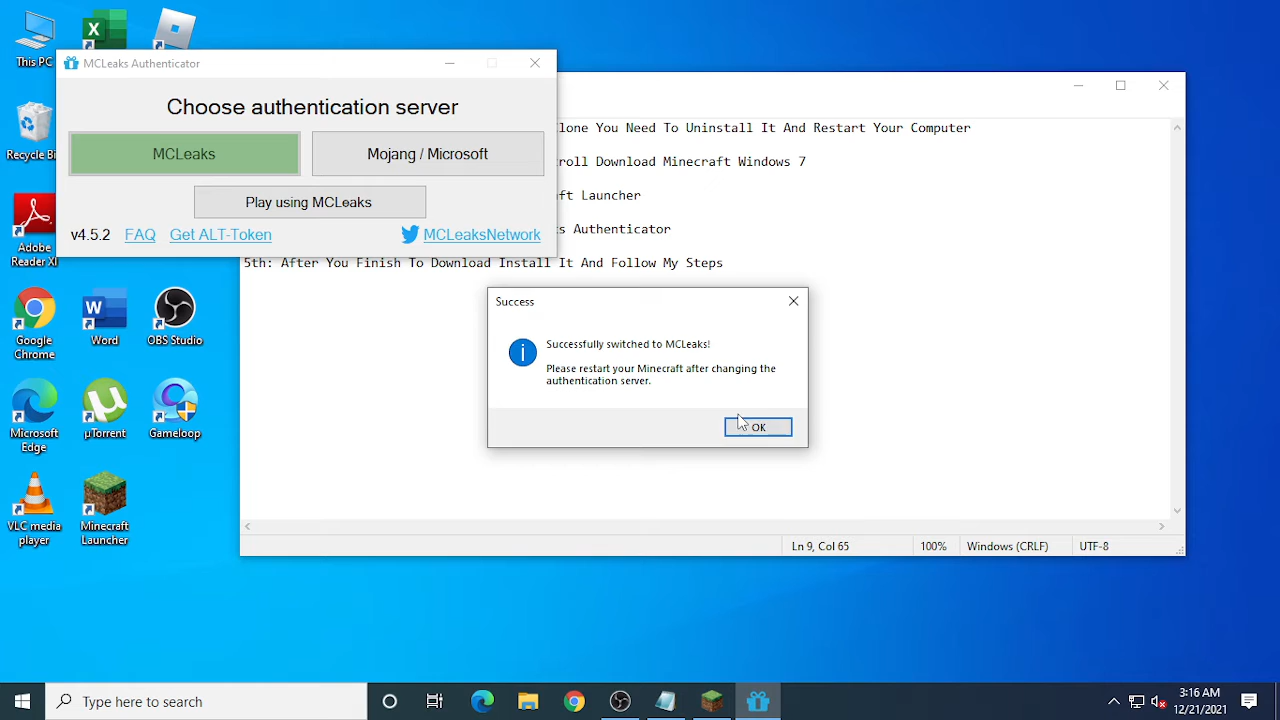 This PC
Recycle Bi
Adobe
Reader XI
Google
Chrome
Word
OBS Studio
Microsoft
Edge
µTorrent
Gameloop
VLC media
player
Minecraft
Launcher
MCLeaks Authenticator
Choose authentication server
MCLeaks
Mojang / Microsoft
Play using MCLeaks
v4.5.2 FAQ Get ALT-Token MCLeaksNetwork
lone You Need To Uninstall It And Restart Your Computer
roll Download Minecraft Windows 7
ft Launcher
s Authenticator
5th: After You Finish To Download Install It And Follow My Steps
Success
Successfully switched to MCLeaks!
Please restart your Minecraft after changing the
authentication server.
OK
Ln 9, Col 65 100% Windows (CRLF) UTF-8
Type here to search
3:16 AM
12/21/2021